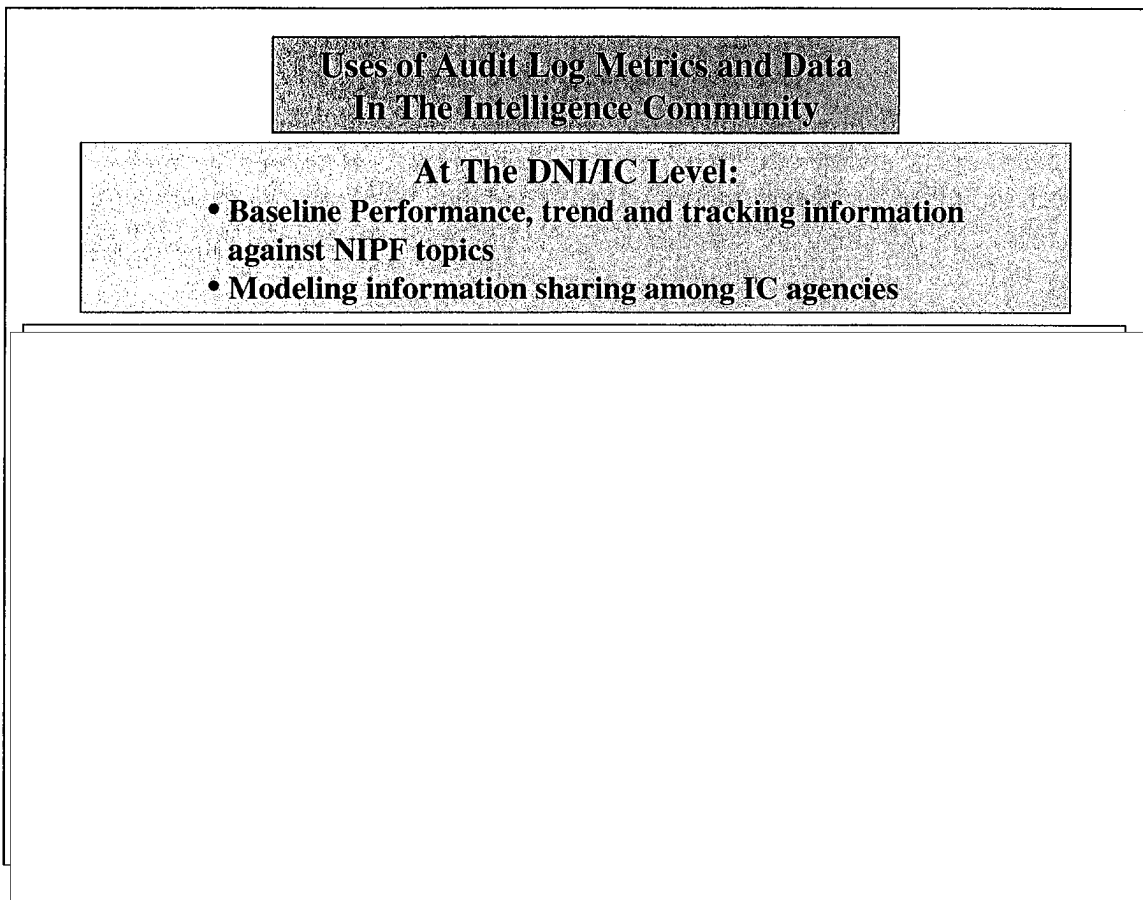 Uses of Audit Log Metrics and Data
In The Intelligence Community
At The DNI/IC Level:
• Baseline Performance, trend and tracking information
against NIPF topics
• Modeling information sharing among IC agencies